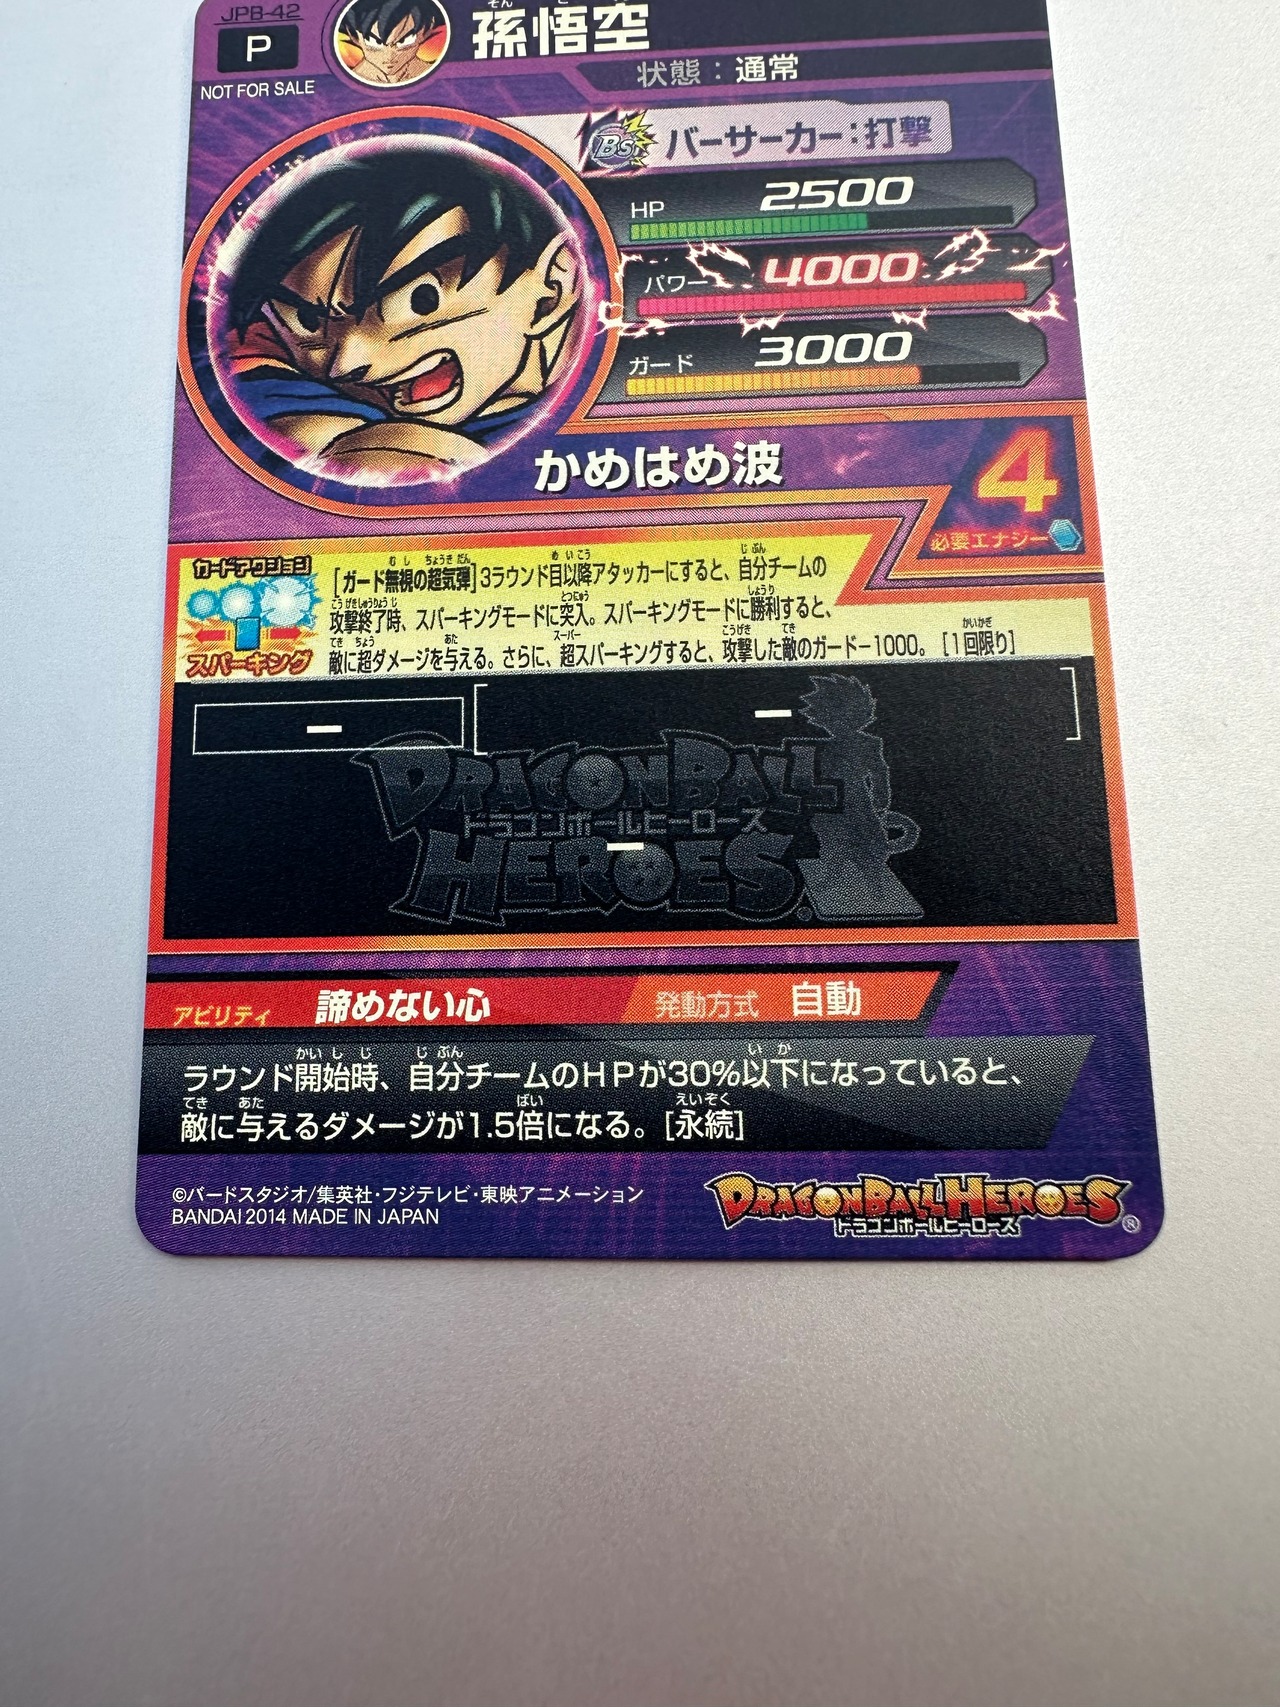 JPB-42
P
NOT FOR SALE
孫悟空
状態：通常
Bs バーサーカー：打撃
HP 2500
パワー 4000
ガード 3000
かめはめ波
4
必要エナジー
カードアクション
スパーキング
[ガード無視の超気弾]3ラウンド目以降アタッカーにすると、自分チームの
攻撃終了時、スパーキングモードに突入。スパーキングモードに勝利すると、
敵に超ダメージを与える。さらに、超スパーキングすると、攻撃した敵のガード-1000。[1回限り]
DRAGON BALL
ドラゴンボールヒーローズ
HEROES
アビリティ 諦めない心 発動方式 自動
ラウンド開始時、自分チームのHPが30%以下になっていると、
敵に与えるダメージが1.5倍になる。[永続]
©バードスタジオ/集英社・フジテレビ・東映アニメーション
BANDAI 2014 MADE IN JAPAN
DRAGON BALL HEROES
ドラゴンボールヒーローズ